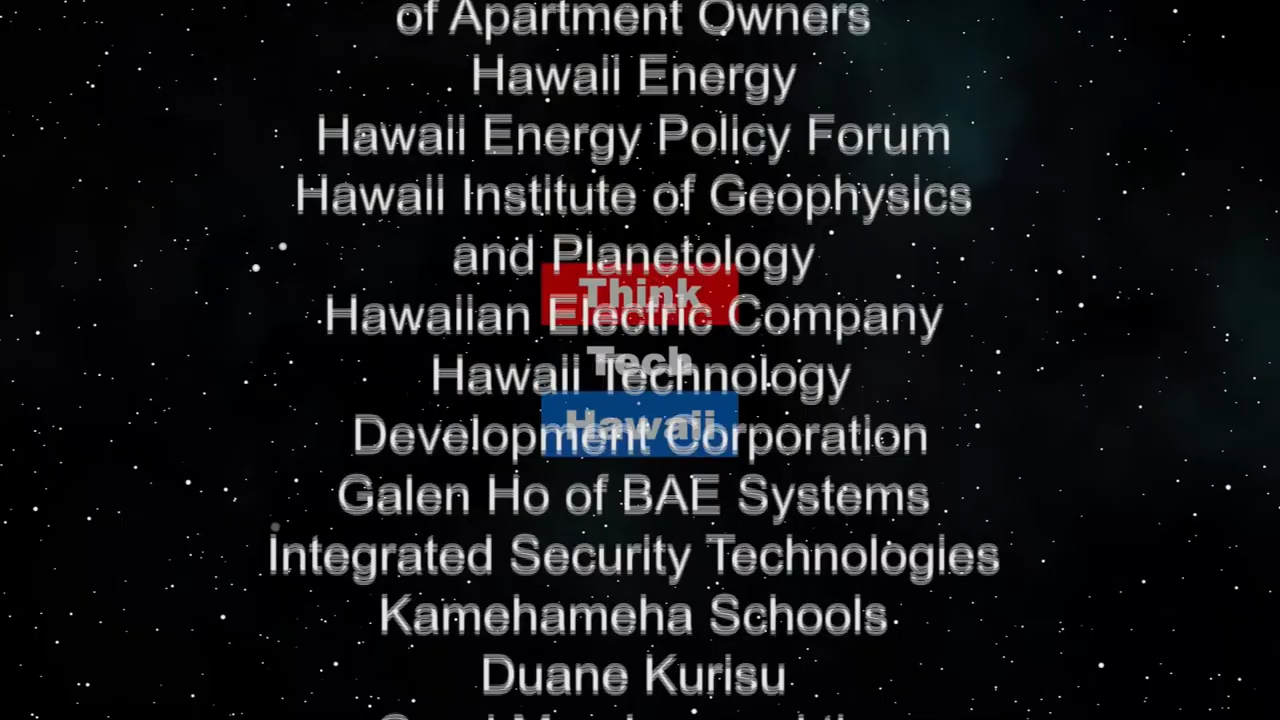 of Apartment Owners
Hawaii Energy
Hawaii Energy Policy Forum
Hawaii Institute of Geophysics
and Planetology
Think
Hawaiian Electric Company
Tech
Hawaii Technology
Hawaii
Development Corporation
Galen Ho of BAE Systems
Integrated Security Technologies
Kamehameha Schools
Duane Kurisu